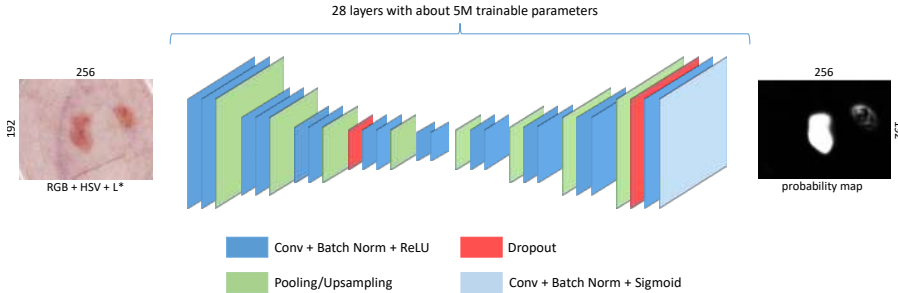 28 layers with about 5M trainable parameters
256
192
RGB + HSV + L*
256
192
probability map
Conv + Batch Norm + ReLU
Dropout
Pooling/Upsampling
Conv + Batch Norm + Sigmoid